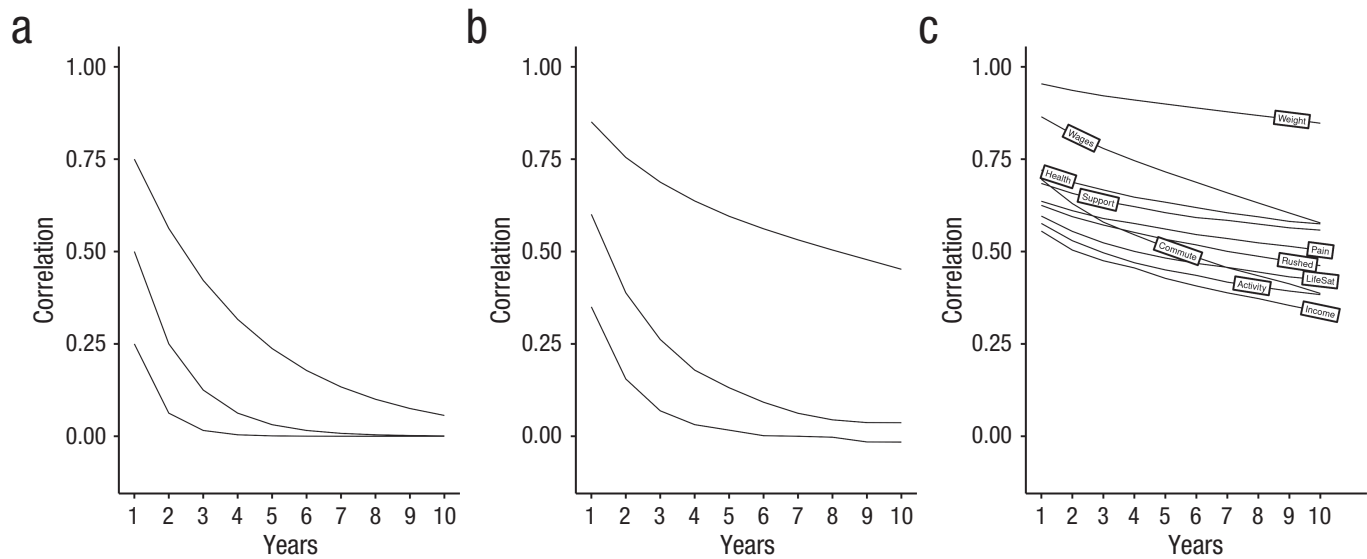 a
1.00
0.75
0.50
0.25
0.00
Correlation
1 2 3 4 5 6 7 8 9 10
Years
b
1.00
0.75
0.50
0.25
0.00
Correlation
1 2 3 4 5 6 7 8 9 10
Years
c
1.00
0.75
0.50
0.25
0.00
Correlation
Weight
Wages
Health
Support
Commute
Pain
Rushed
LifeSat
Activity
Income
1 2 3 4 5 6 7 8 9 10
Years